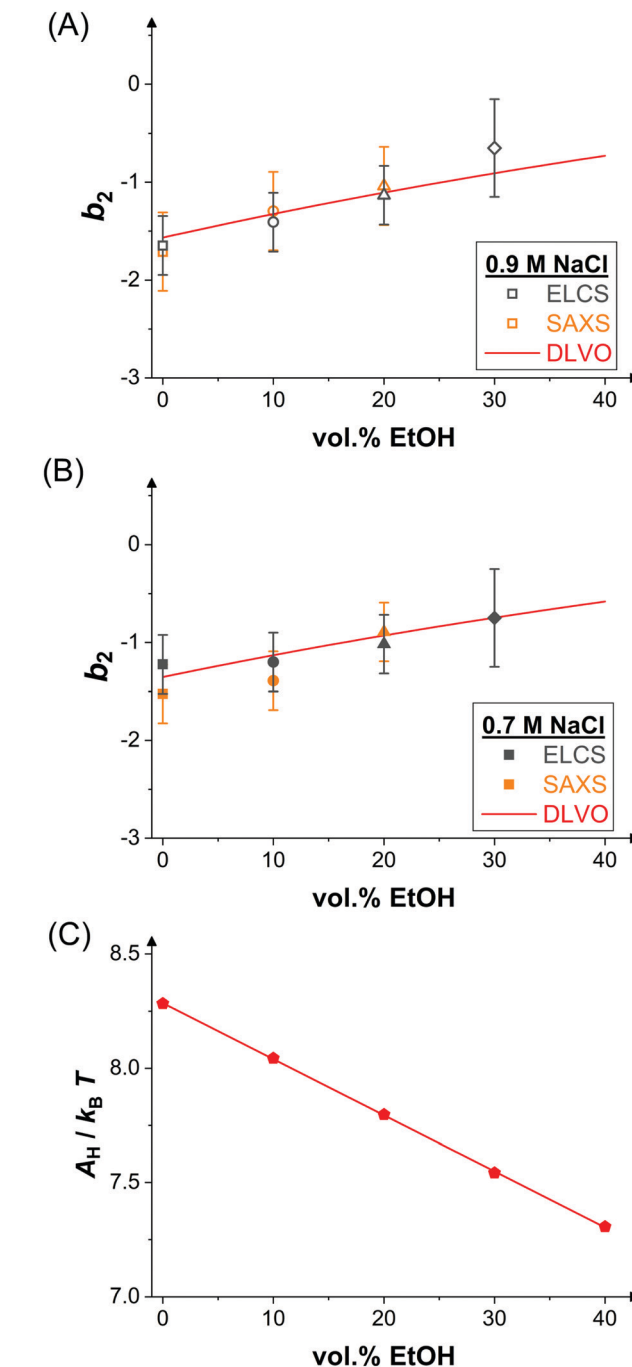 (A)
0
-1
-2
-3
b2
0.9 M NaCl
ELCS
SAXS
DLVO
0 10 20 30 40
vol.% EtOH
(B)
0
-1
-2
-3
b2
0.7 M NaCl
ELCS
SAXS
DLVO
0 10 20 30 40
vol.% EtOH
(C)
8.5
8.0
7.5
7.0
AH / kB T
0 10 20 30 40
vol.% EtOH